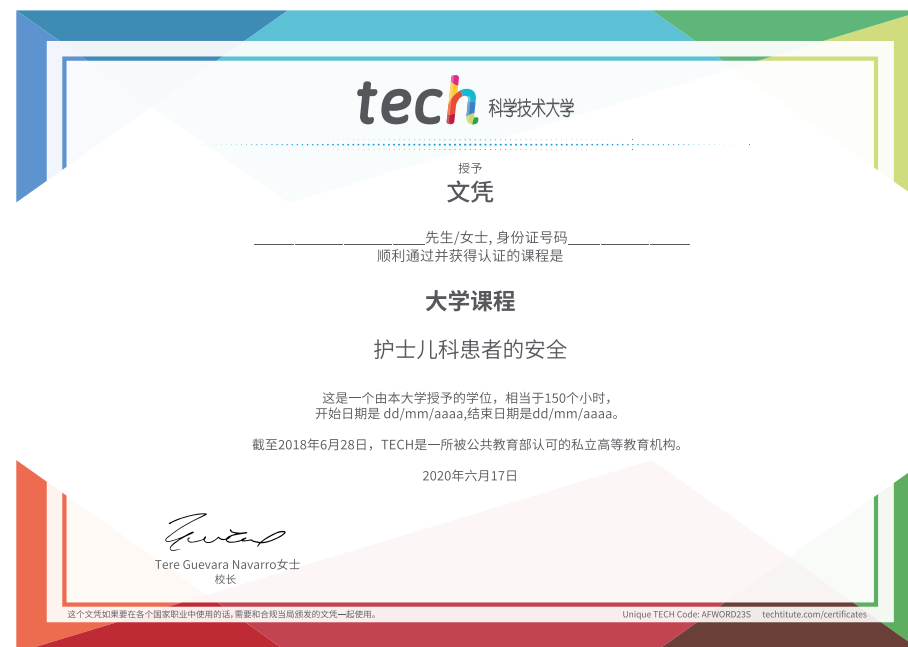 tech 科学技术大学
授予
文凭
____________________先生/女士, 身份证号码______________
顺利通过并获得认证的课程是
大学课程
护士儿科患者的安全
这是一个由本大学授予的学位，相当于150个小时，
开始日期是 dd/mm/aaaa,结束日期是dd/mm/aaaa。
截至2018年6月28日，TECH是一所被公共教育部认可的私立高等教育机构。
2020年六月17日
Tere Guevara Navarro女士
校长
这个文凭如果要在各个国家职业中使用的话，需要和合规当局颁发的文凭一起使用。
Unique TECH Code: AFWORD23S techtitute.com/certificates